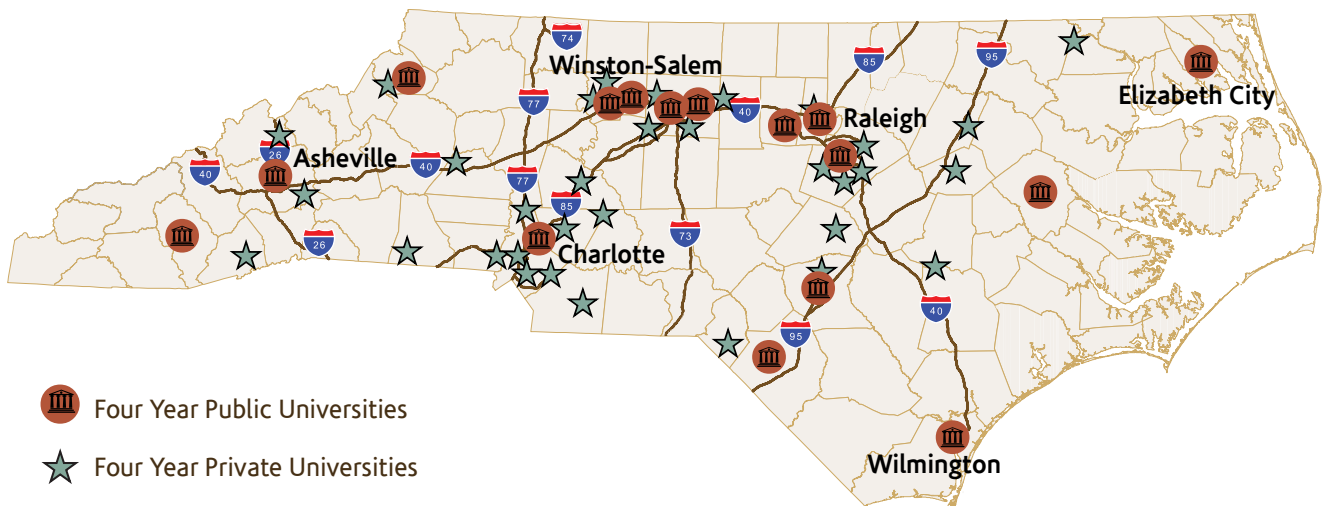 74
85
95
Winston-Salem
77
Elizabeth City
40
Raleigh
26
Asheville
40
40
77
85
26
73
Charlotte
40
95
Four Year Public Universities
Four Year Private Universities
Wilmington